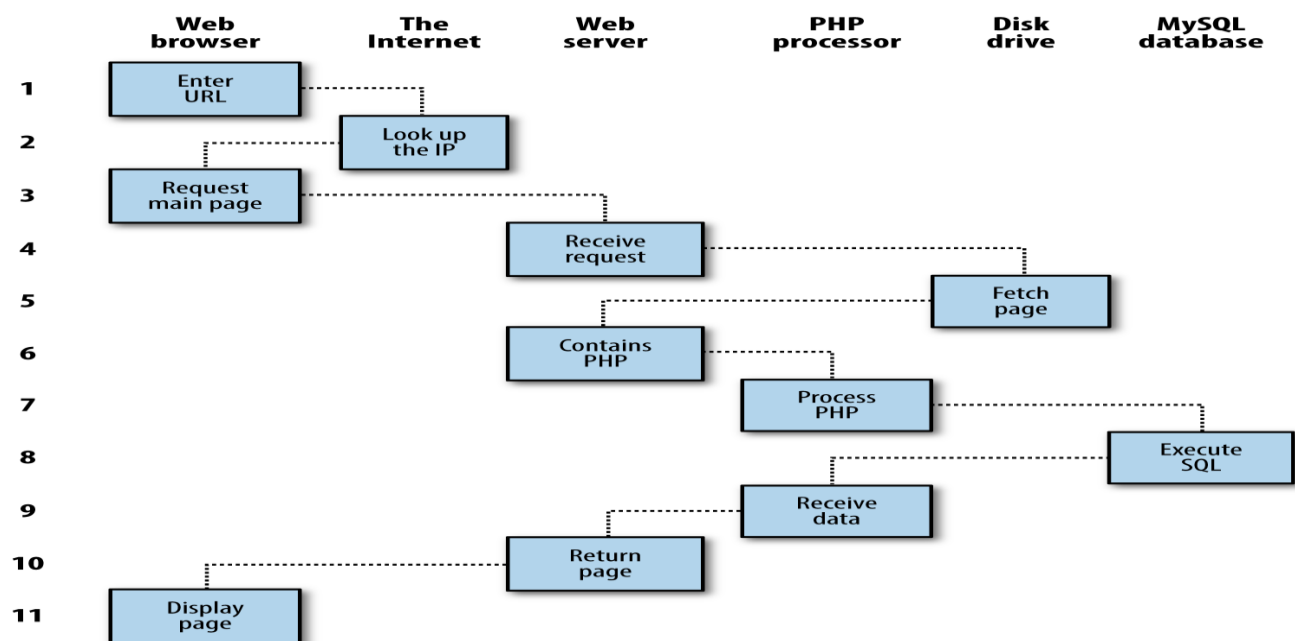 Web The Web PHP Disk MySQL
browser Internet server processor drive database
1 Enter
URL
2 Look up
the IP
3 Request
main page
4 Receive
request
5 Fetch
page
6 Contains
PHP
7 Process
PHP
8 Execute
SQL
9 Receive
data
10 Return
page
11 Display
page